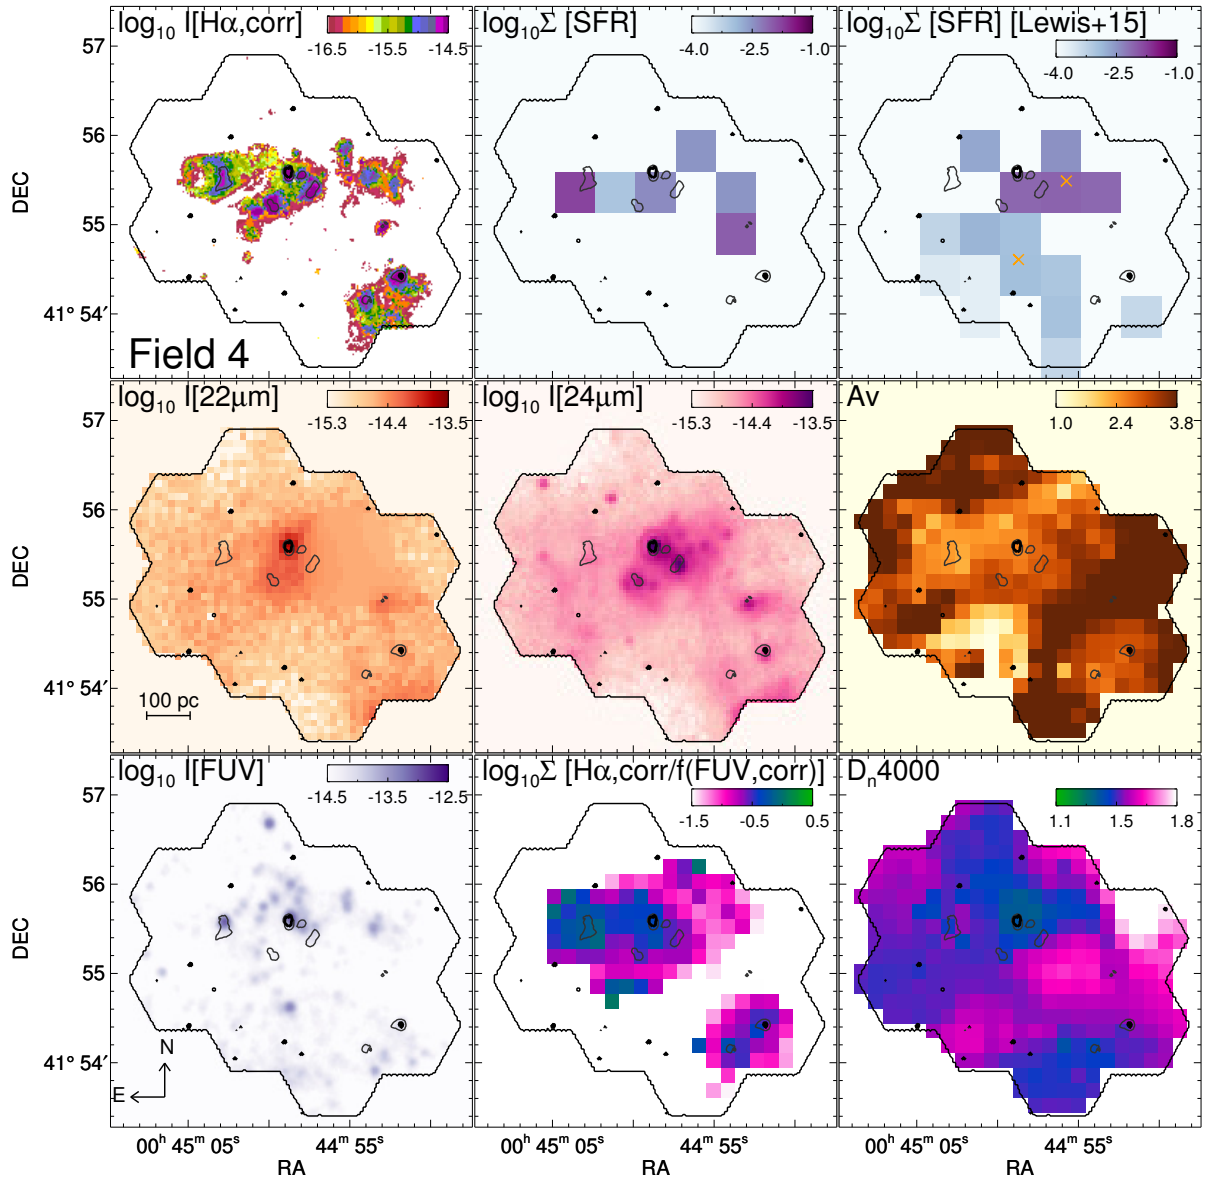 log₁₀ I[Hα,corr]
-16.5 -15.5 -14.5
log₁₀Σ [SFR]
-4.0 -2.5 -1.0
log₁₀Σ [SFR] [Lewis+15]
-4.0 -2.5 -1.0
57
56
55
41° 54′
DEC
Field 4
log₁₀ I[22μm]
-15.3 -14.4 -13.5
log₁₀ I[24μm]
-15.3 -14.4 -13.5
Av
1.0 2.4 3.8
57
56
55
41° 54′
DEC
100 pc
log₁₀ I[FUV]
-14.5 -13.5 -12.5
log₁₀Σ [Hα,corr/f(FUV,corr)]
-1.5 -0.5 0.5
Dₙ4000
1.1 1.5 1.8
57
56
55
41° 54′
DEC
N
E
00ʰ 45ᵐ 05ˢ 44ᵐ 55ˢ
RA
00ʰ 45ᵐ 05ˢ 44ᵐ 55ˢ
RA
00ʰ 45ᵐ 05ˢ 44ᵐ 55ˢ
RA